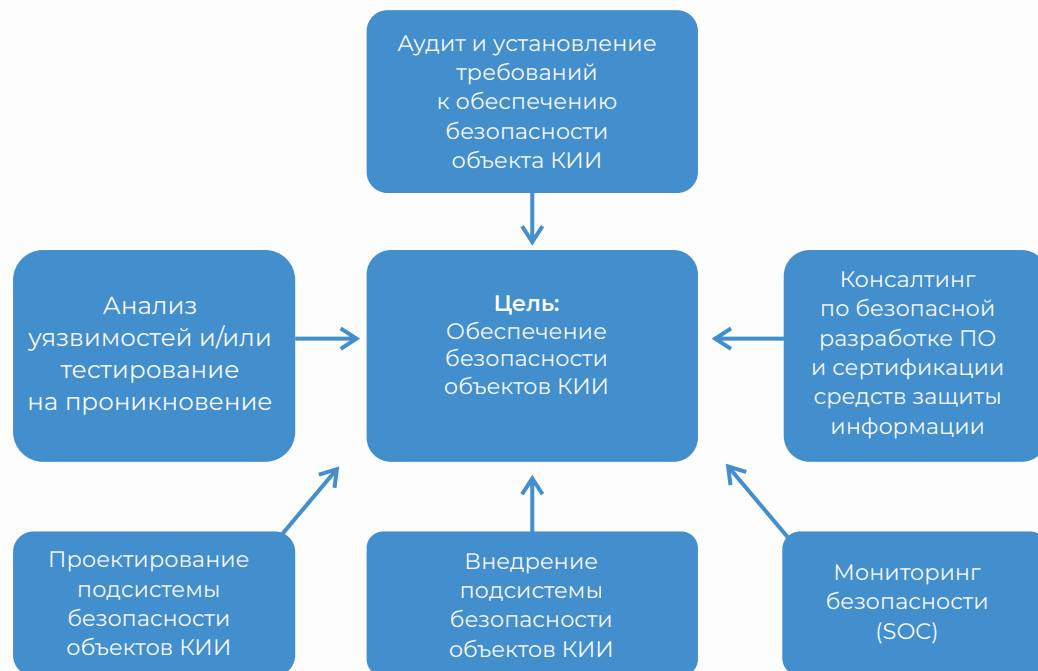 Аудит и установление
требований
к обеспечению
безопасности
объекта КИИ
Анализ
уязвимостей и/или
тестирование
на проникновение
Цель:
Обеспечение
безопасности
объектов КИИ
Консалтинг
по безопасной
разработке ПО
и сертификации
средств защиты
информации
Проектирование
подсистемы
безопасности
объектов КИИ
Внедрение
подсистемы
безопасности
объектов КИИ
Мониторинг
безопасности
(SOC)